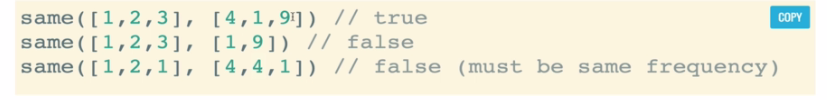 same([1,2,3], [4,1,9]) // true
COPY
same([1,2,3], [1,9]) // false
same([1,2,1], [4,4,1]) // false (must be same frequency)